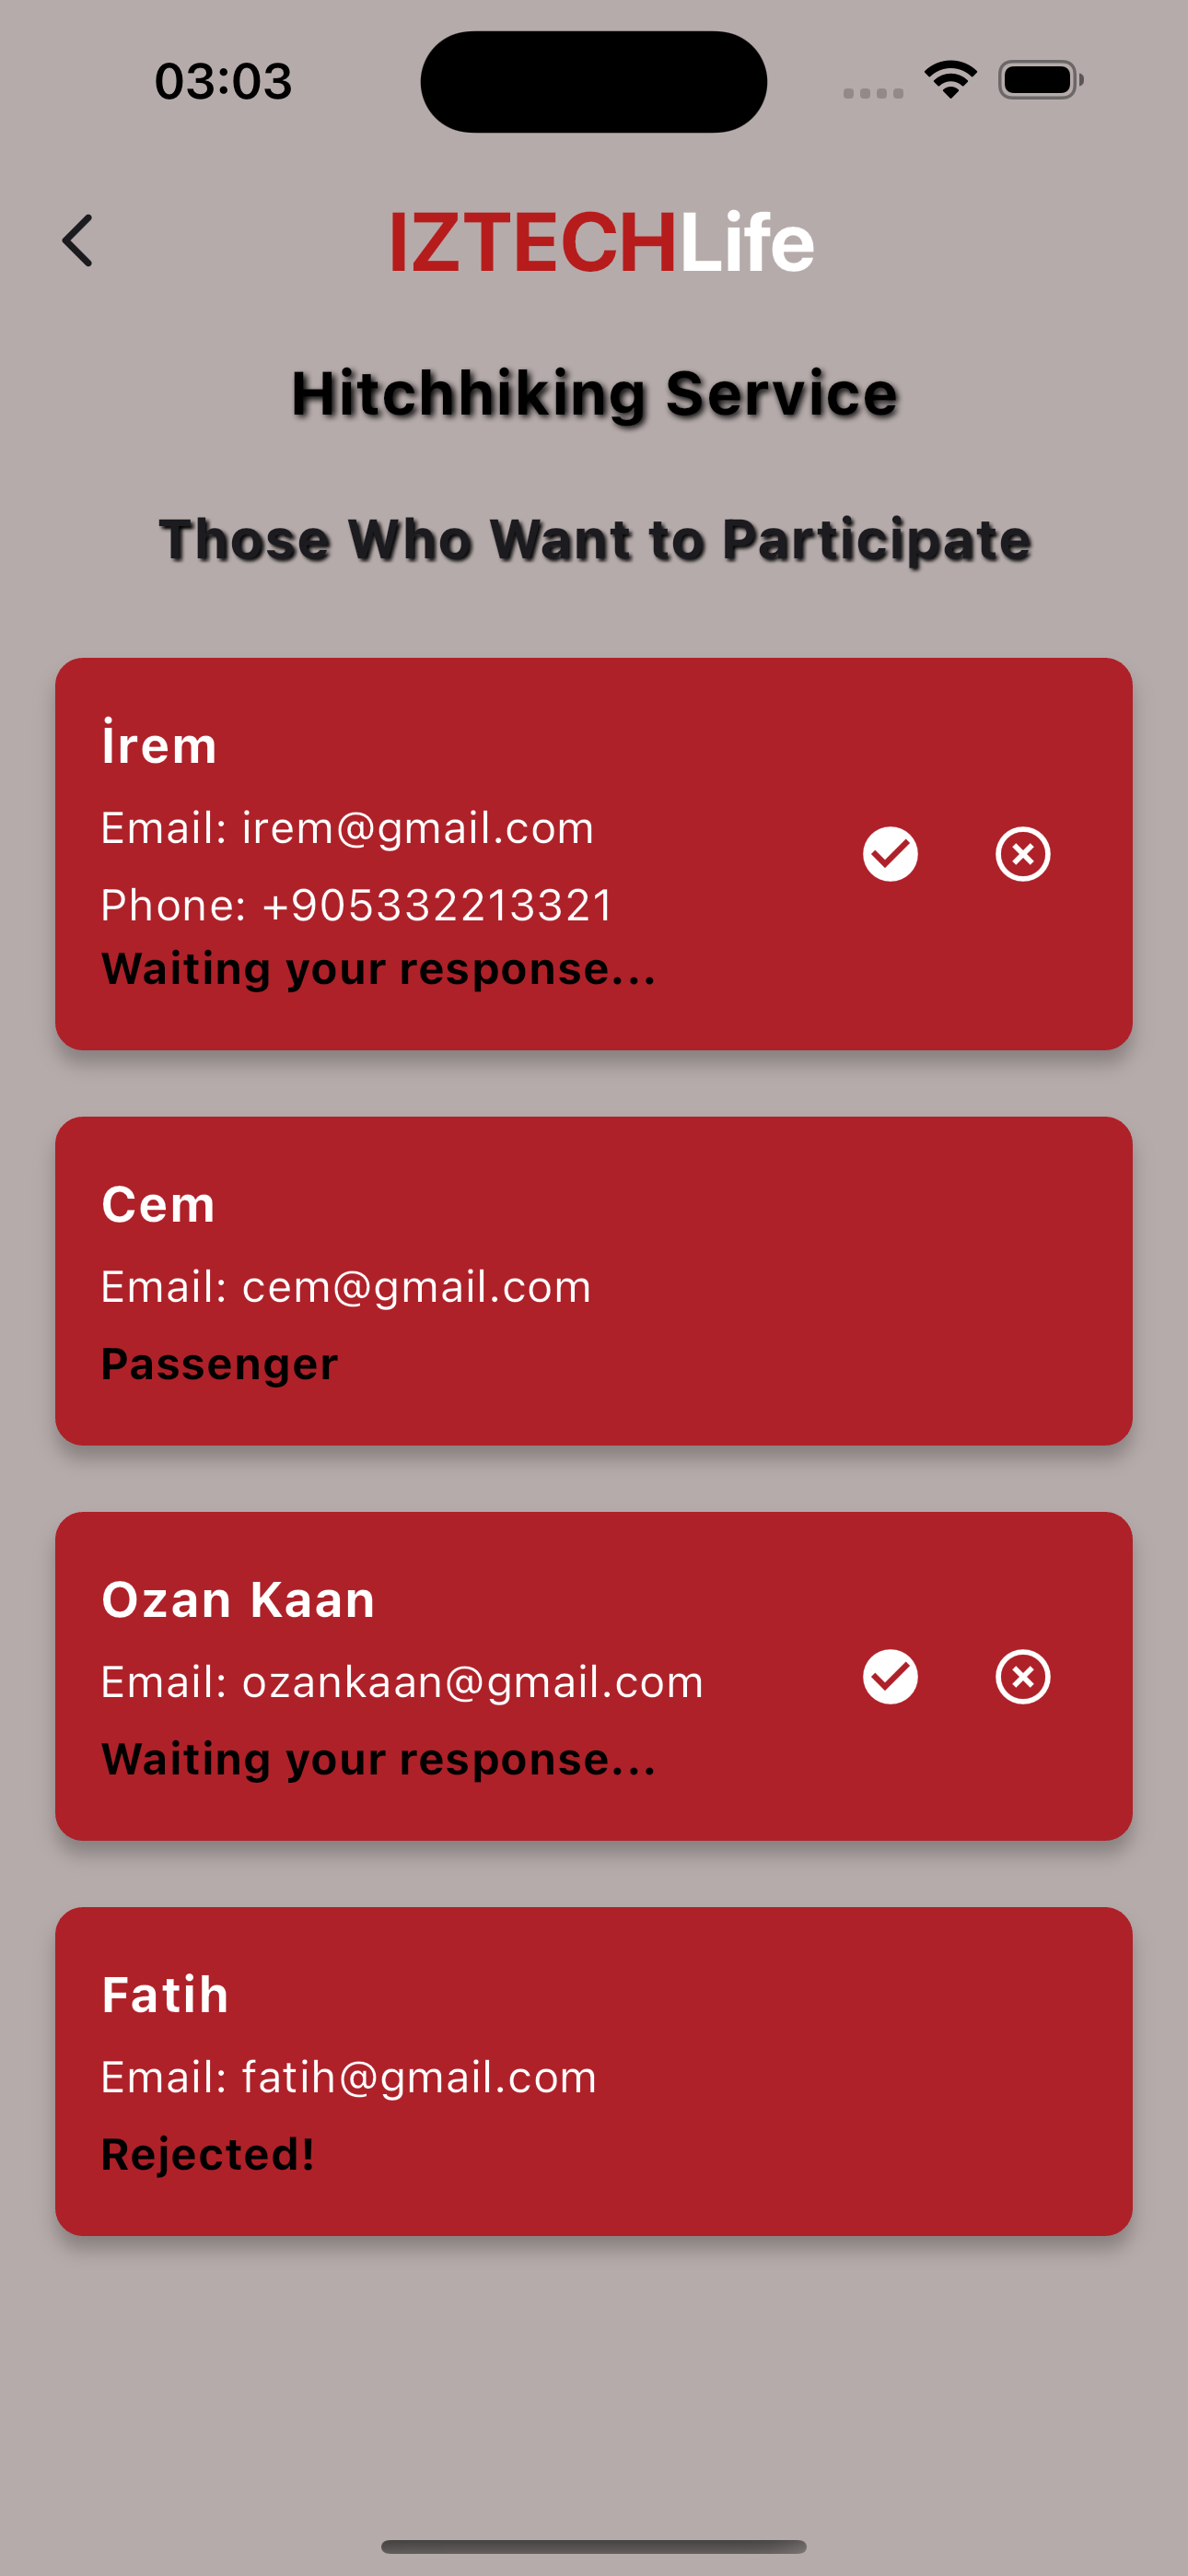 03:03
IZTECHLife
Hitchhiking Service
Those Who Want to Participate
İrem
Email: irem@gmail.com
Phone: +905332213321
Waiting your response...
Cem
Email: cem@gmail.com
Passenger
Ozan Kaan
Email: ozankaan@gmail.com
Waiting your response...
Fatih
Email: fatih@gmail.com
Rejected!